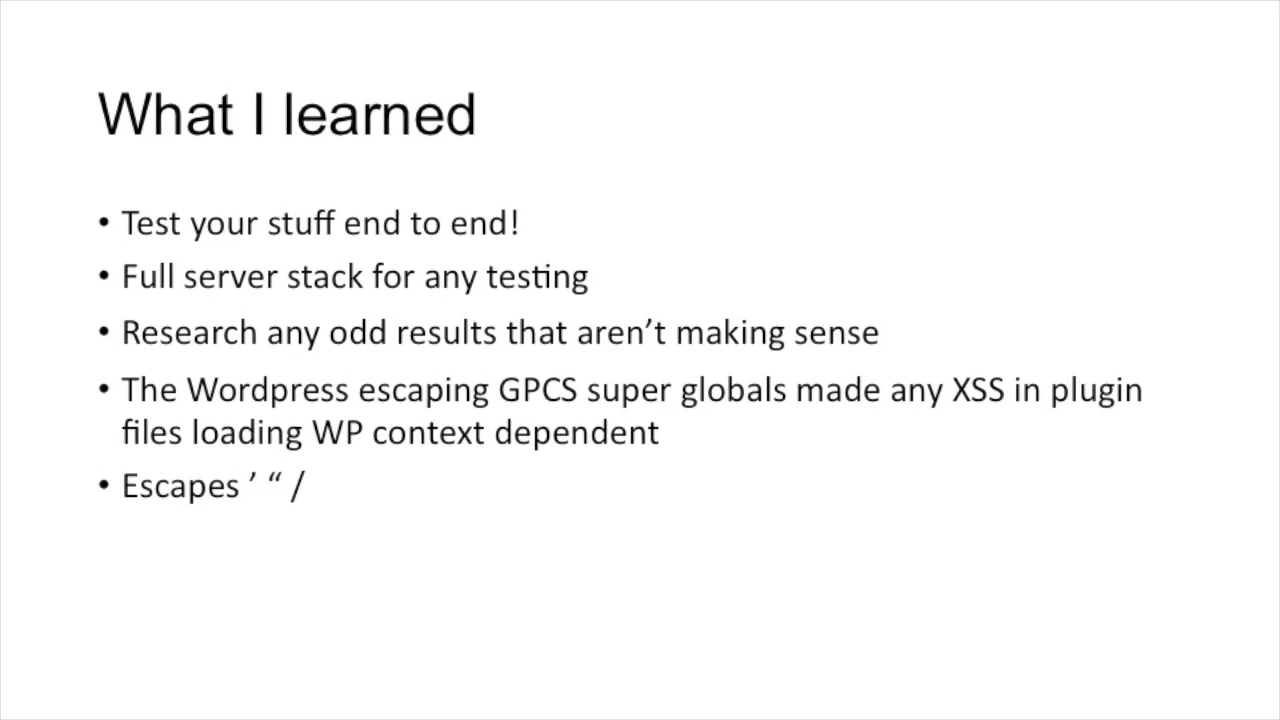 What I learned
• Test your stuff end to end!
• Full server stack for any testing
• Research any odd results that aren’t making sense
• The Wordpress escaping GPCS super globals made any XSS in plugin
files loading WP context dependent
• Escapes ’ “ /